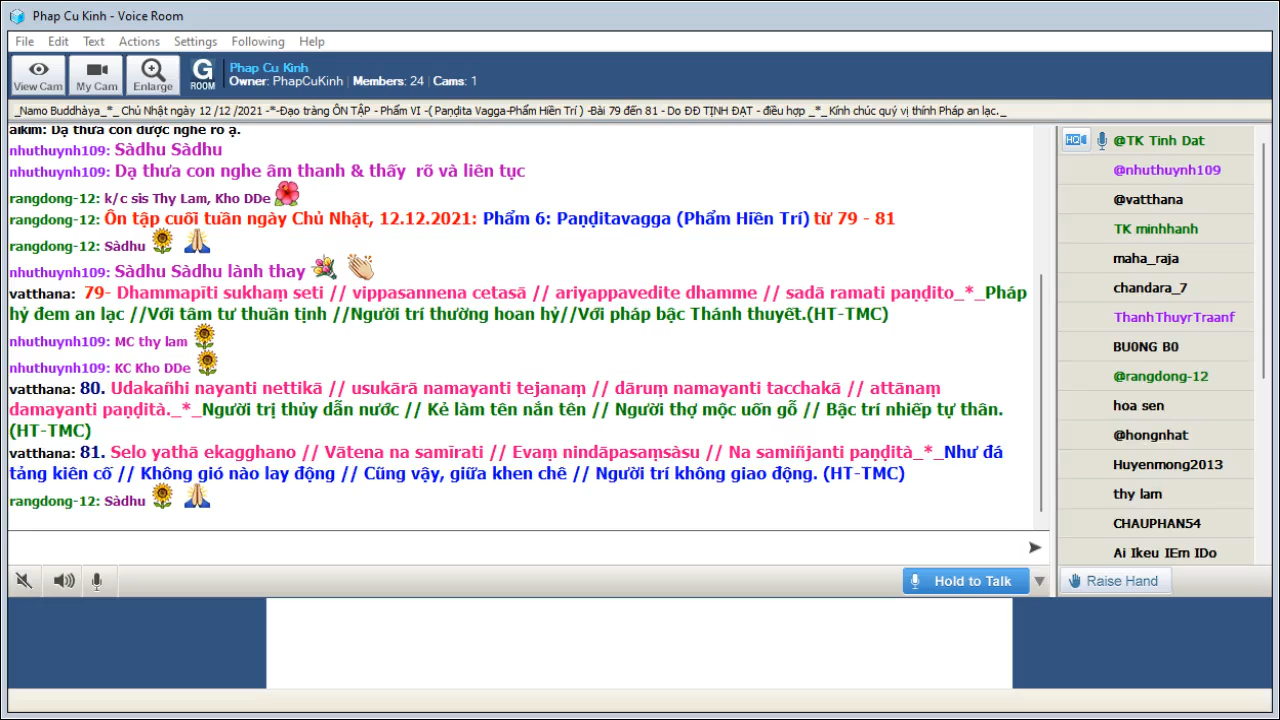 Phap Cu Kinh - Voice Room
File Edit Text Actions Settings Following Help
View Cam My Cam Enlarge G ROOM
Phap Cu Kinh
Owner: PhapCuKinh Members: 24 Cams: 1
_Namo Buddhàya_*_ Chủ Nhật ngày 12 /12 /2021 -*-Đạo tràng ÔN TẬP - Phẩm VI -( Paṇḍita Vagga-Phẩm Hiền Trí ) -Bài 79 đến 81 - Do ĐĐ TỊNH ĐẠT - điều hợp _*_ Kính chúc quý vị thính Pháp an lạc._
aikim: Dạ thưa con được nghe rõ ạ.
nhuthuynh109: Sàdhu Sàdhu
nhuthuynh109: Dạ thưa con nghe âm thanh & thấy rõ và liên tục
rangdong-12: k/c sis Thy Lam, Kho DDe
rangdong-12: Ôn tập cuối tuần ngày Chủ Nhật, 12.12.2021: Phẩm 6: Paṇḍitavagga (Phẩm Hiền Trí) từ 79 - 81
rangdong-12: Sàdhu
nhuthuynh109: Sàdhu Sàdhu lành thay
vatthana: 79- Dhammapīti sukhaṃ seti // vippasannena cetasā // ariyappavedite dhamme // sadā ramati paṇḍito_*_Pháp
hỷ đem an lạc //Với tâm tư thuần tịnh //Người trí thường hoan hỷ//Với pháp bậc Thánh thuyết.(HT-TMC)
nhuthuynh109: MC thy lam
nhuthuynh109: KC Kho DDe
vatthana: 80. Udakañhi nayanti nettikā // usukārā namayanti tejanaṃ // dāruṃ namayanti tacchakā // attānaṃ
damayanti paṇḍità._*_Người trị thủy dẫn nước // Kẻ làm tên nắn tên // Người thợ mộc uốn gỗ // Bậc trí nhiếp tự thân.
(HT-TMC)
vatthana: 81. Selo yathā ekagghano // Vātena na samīrati // Evaṃ nindāpasaṃsàsu // Na samiñjanti paṇḍità_*_Như đá
tảng kiên cố // Không gió nào lay động // Cũng vậy, giữa khen chê // Người trí không giao động. (HT-TMC)
rangdong-12: Sàdhu
Hold to Talk
HQ
@TK Tinh Dat
@nhuthuynh109
@vatthana
TK minhhanh
maha_raja
chandara_7
ThanhThuyrTraanf
BU0NG B0
@rangdong-12
hoa sen
@hongnhat
Huyenmong2013
thy lam
CHAUPHAN54
Ai Ikeu IEm IDo
Raise Hand